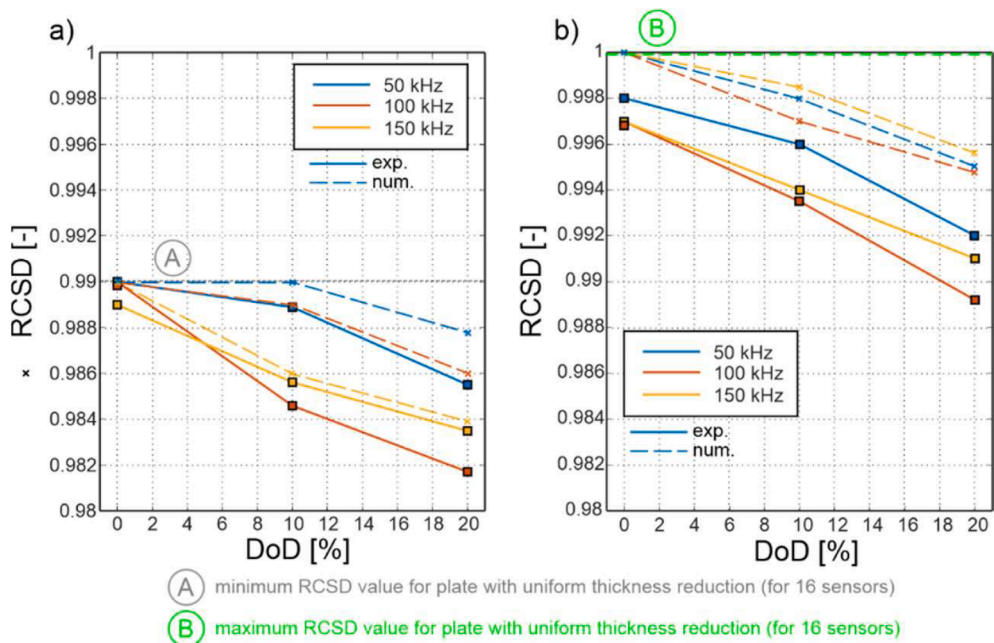 a)
A
RCSD [-]
1
0.998
0.996
0.994
0.992
0.99
0.988
0.986
0.984
0.982
0.98
50 kHz
100 kHz
150 kHz
exp.
num.
0 2 4 6 8 10 12 14 16 18 20
DoD [%]
b)
B
RCSD [-]
1
0.998
0.996
0.994
0.992
0.99
0.988
0.986
0.984
0.982
0.98
50 kHz
100 kHz
150 kHz
exp.
num.
0 2 4 6 8 10 12 14 16 18 20
DoD [%]
A minimum RCSD value for plate with uniform thickness reduction (for 16 sensors)
B maximum RCSD value for plate with uniform thickness reduction (for 16 sensors)